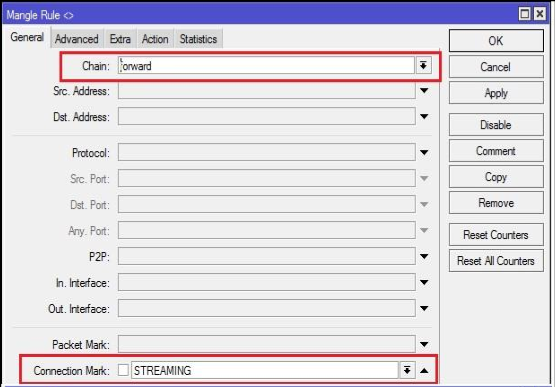 Mangle Rule <>
General Advanced Extra Action Statistics
Chain: forward
Src. Address:
Dst. Address:
Protocol:
Src. Port:
Dst. Port:
Any. Port:
P2P:
In. Interface:
Out. Interface:
Packet Mark:
Connection Mark: STREAMING
OK
Cancel
Apply
Disable
Comment
Copy
Remove
Reset Counters
Reset All Counters